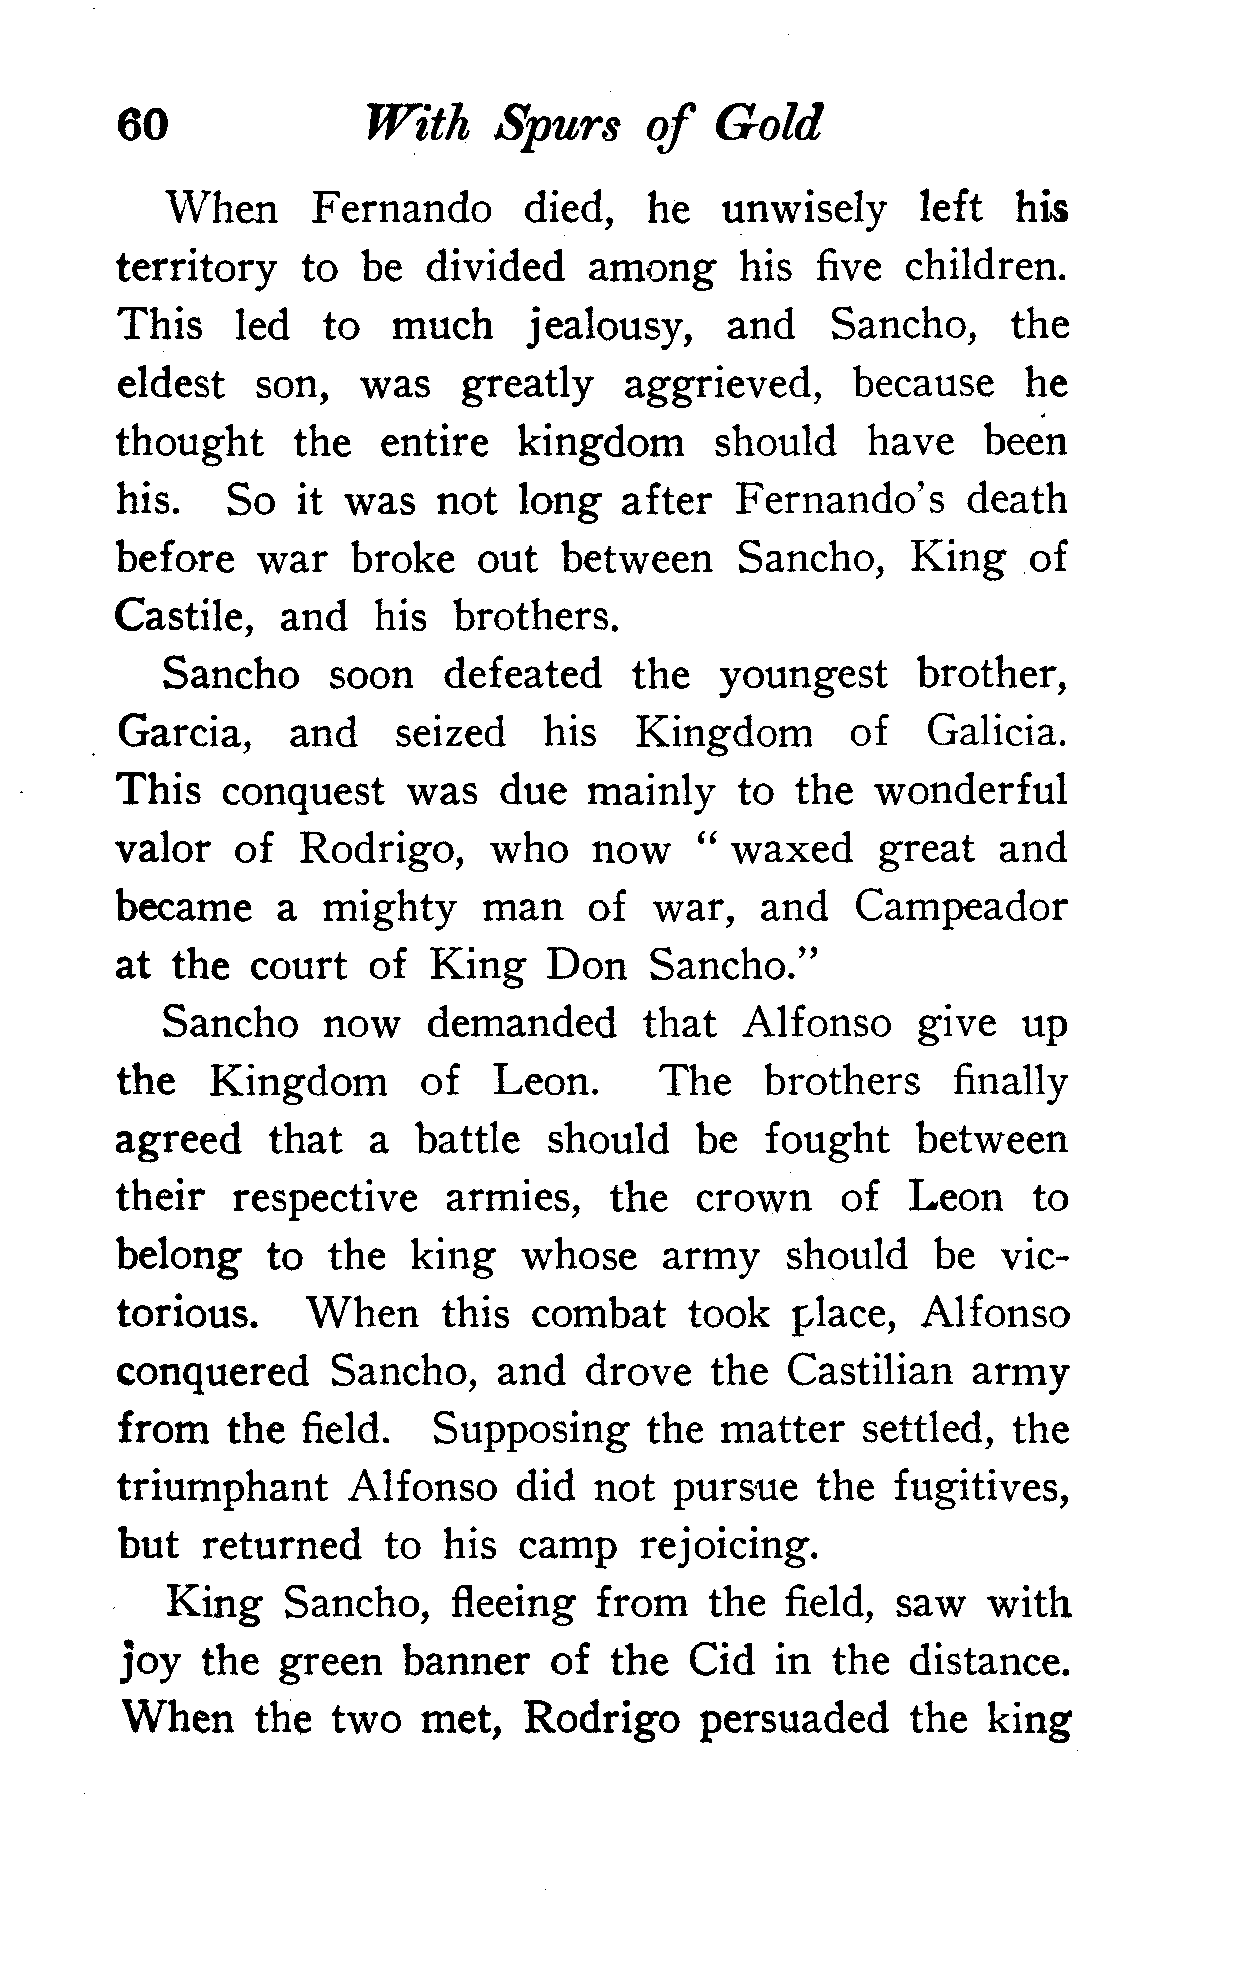 60 With Spurs of Gold
When Fernando died, he unwisely left his
territory to be divided among his five children.
This led to much jealousy, and Sancho, the
eldest son, was greatly aggrieved, because he
thought the entire kingdom should have been
his. So it was not long after Fernando's death
before war broke out between Sancho, King of
Castile, and his brothers.
Sancho soon defeated the youngest brother,
Garcia, and seized his Kingdom of Galicia.
This conquest was due mainly to the wonderful
valor of Rodrigo, who now " waxed great and
became a mighty man of war, and Campeador
at the court of King Don Sancho."
Sancho now demanded that Alfonso give up
the Kingdom of Leon. The brothers finally
agreed that a battle should be fought between
their respective armies, the crown of Leon to
belong to the king whose army should be vic-
torious. When this combat took place, Alfonso
conquered Sancho, and drove the Castilian army
from the field. Supposing the matter settled, the
triumphant Alfonso did not pursue the fugitives,
but returned to his camp rejoicing.
King Sancho, fleeing from the field, saw with
joy the green banner of the Cid in the distance.
When the two met, Rodrigo persuaded the king